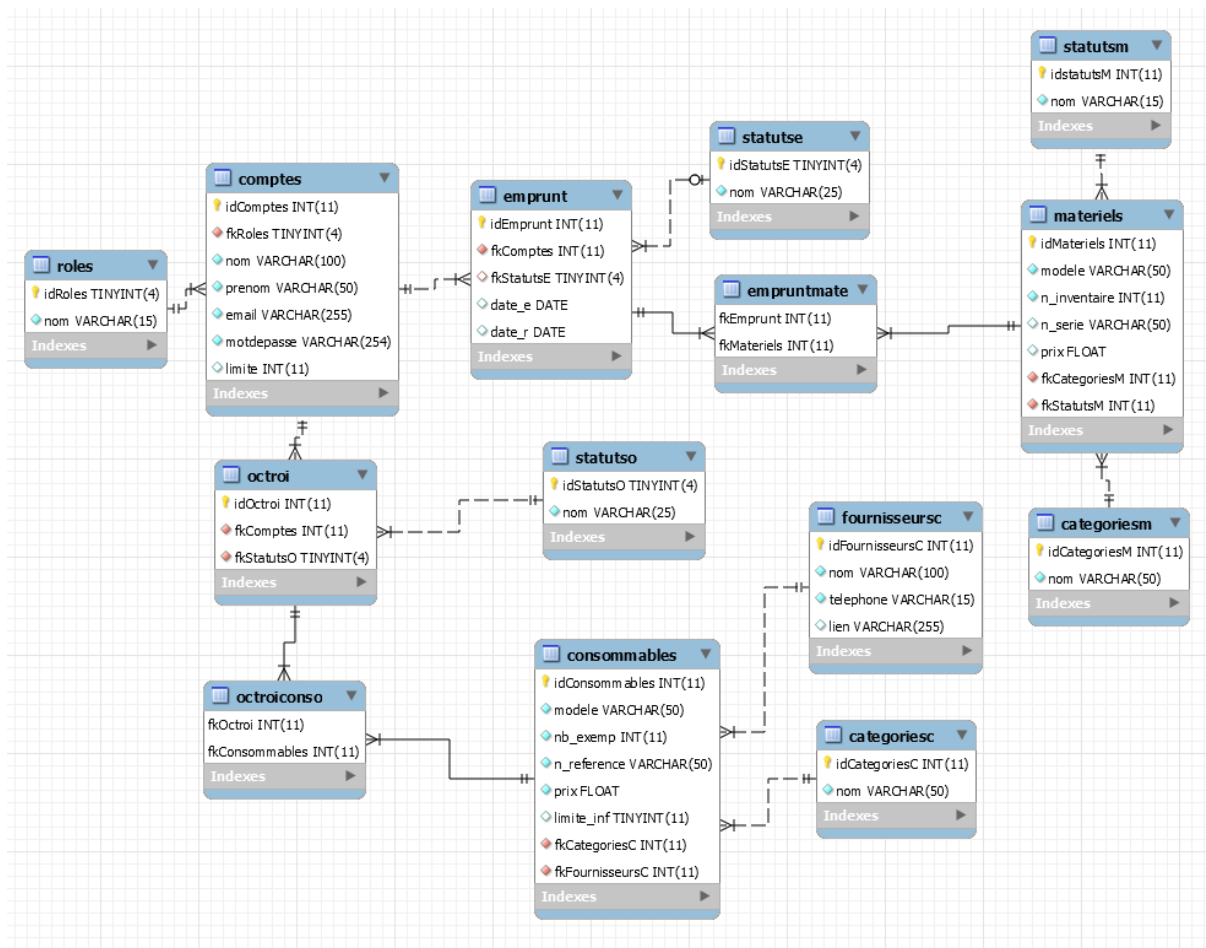 statutsm
idstatutsM INT(11)
nom VARCHAR(15)
Indexes
statutse
idStatutsE TINYINT(4)
nom VARCHAR(25)
Indexes
comptes
idComptes INT(11)
fkRoles TINYINT(4)
nom VARCHAR(100)
prenom VARCHAR(50)
email VARCHAR(255)
motdepasse VARCHAR(254)
limite INT(11)
Indexes
emprunt
idEmprunt INT(11)
fkComptes INT(11)
fkStatutsE TINYINT(4)
date_e DATE
date_r DATE
Indexes
materiels
idMateriels INT(11)
modele VARCHAR(50)
n_inventaire INT(11)
n_serie VARCHAR(50)
prix FLOAT
fkCategoriesM INT(11)
fkStatutsM INT(11)
Indexes
roles
idRoles TINYINT(4)
nom VARCHAR(15)
Indexes
empruntmate
fkEmprunt INT(11)
fkMateriels INT(11)
Indexes
octroi
idOctroi INT(11)
fkComptes INT(11)
fkStatutsO TINYINT(4)
Indexes
statutso
idStatutsO TINYINT(4)
nom VARCHAR(25)
Indexes
fournisseursc
idFournisseursC INT(11)
nom VARCHAR(100)
telephone VARCHAR(15)
lien VARCHAR(255)
Indexes
categoriesm
idCategoriesM INT(11)
nom VARCHAR(50)
Indexes
octroiconso
fkOctroi INT(11)
fkConsommables INT(11)
Indexes
consommables
idConsommables INT(11)
modele VARCHAR(50)
nb_exemp INT(11)
n_reference VARCHAR(50)
prix FLOAT
limite_inf TINYINT(11)
fkCategoriesC INT(11)
fkFournisseursC INT(11)
Indexes
categoriesc
idCategoriesC INT(11)
nom VARCHAR(50)
Indexes